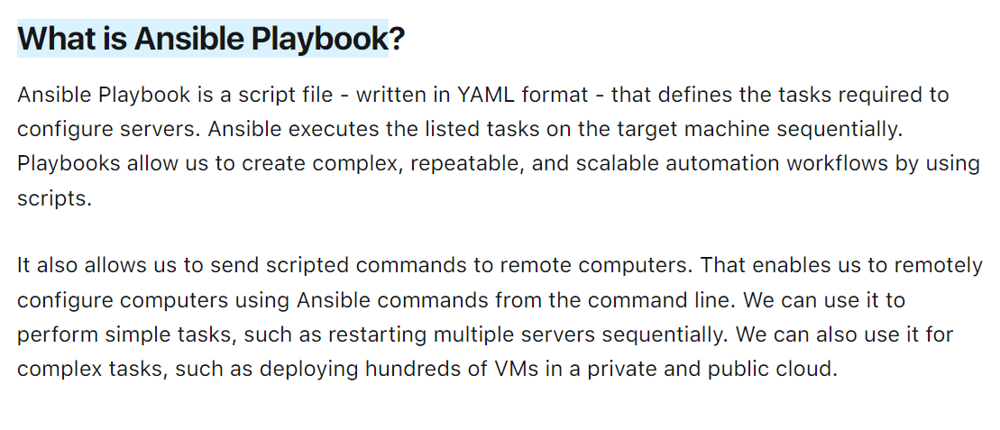 What is Ansible Playbook?
Ansible Playbook is a script file - written in YAML format - that defines the tasks required to
configure servers. Ansible executes the listed tasks on the target machine sequentially.
Playbooks allow us to create complex, repeatable, and scalable automation workflows by using
scripts.
It also allows us to send scripted commands to remote computers. That enables us to remotely
configure computers using Ansible commands from the command line. We can use it to
perform simple tasks, such as restarting multiple servers sequentially. We can also use it for
complex tasks, such as deploying hundreds of VMs in a private and public cloud.